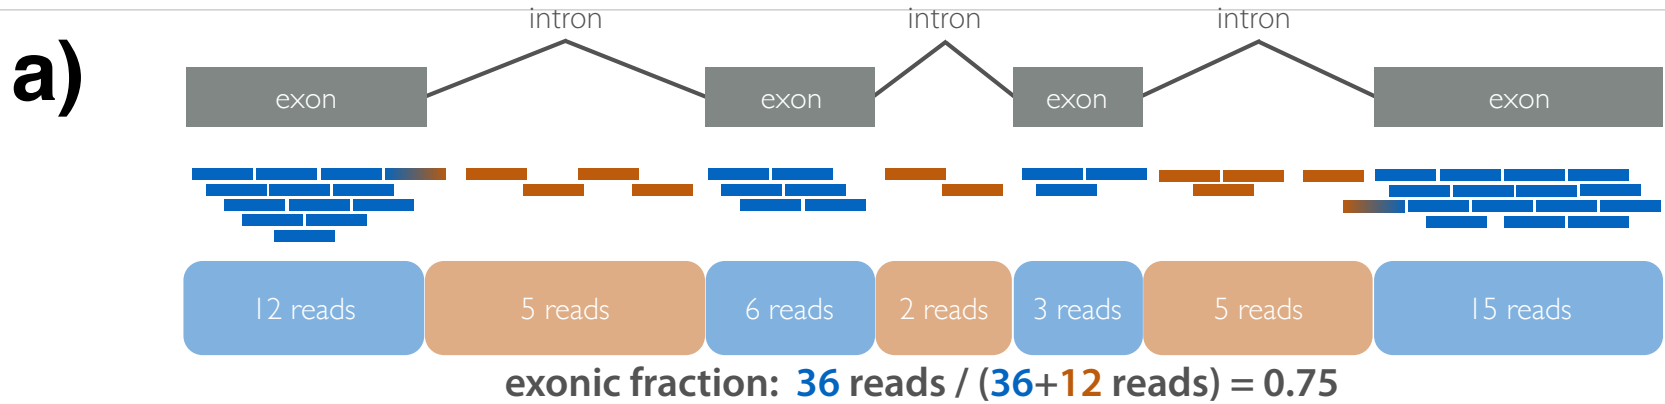 intron intron intron
a)
exon exon exon exon
12 reads 5 reads 6 reads 2 reads 3 reads 5 reads 15 reads
exonic fraction: 36 reads / (36+12 reads) = 0.75